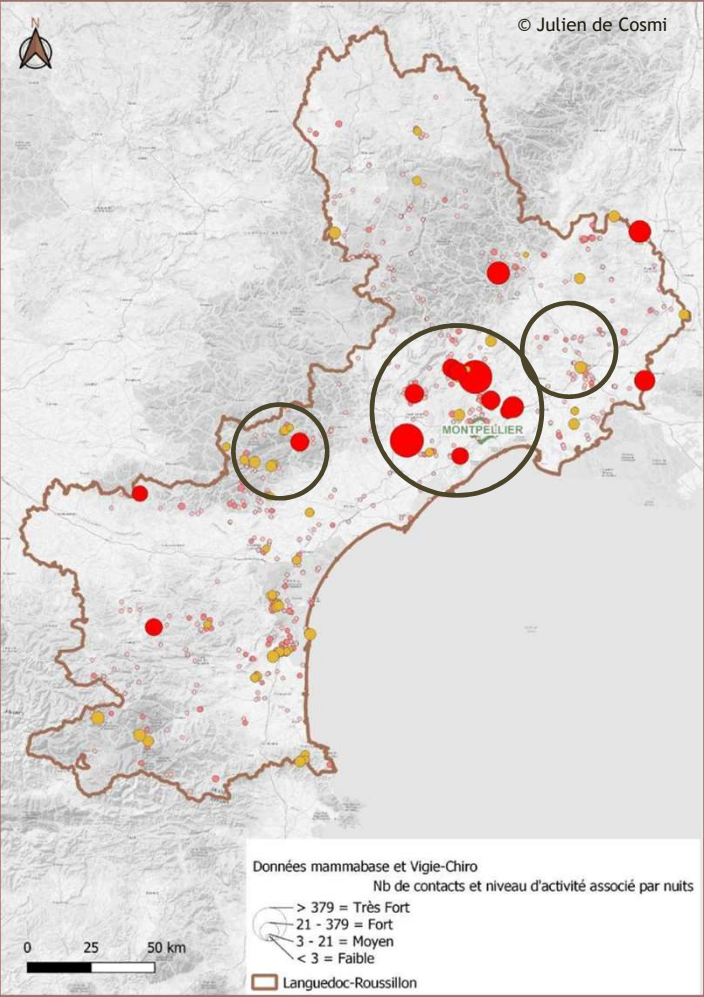 © Julien de Cosmi
N
MONTPELLIER
Données mammabase et Vigie-Chiro
Nb de contacts et niveau d'activité associé par nuits
> 379 = Très Fort
21 - 379 = Fort
3 - 21 = Moyen
< 3 = Faible
0 25 50 km
Languedoc-Roussillon